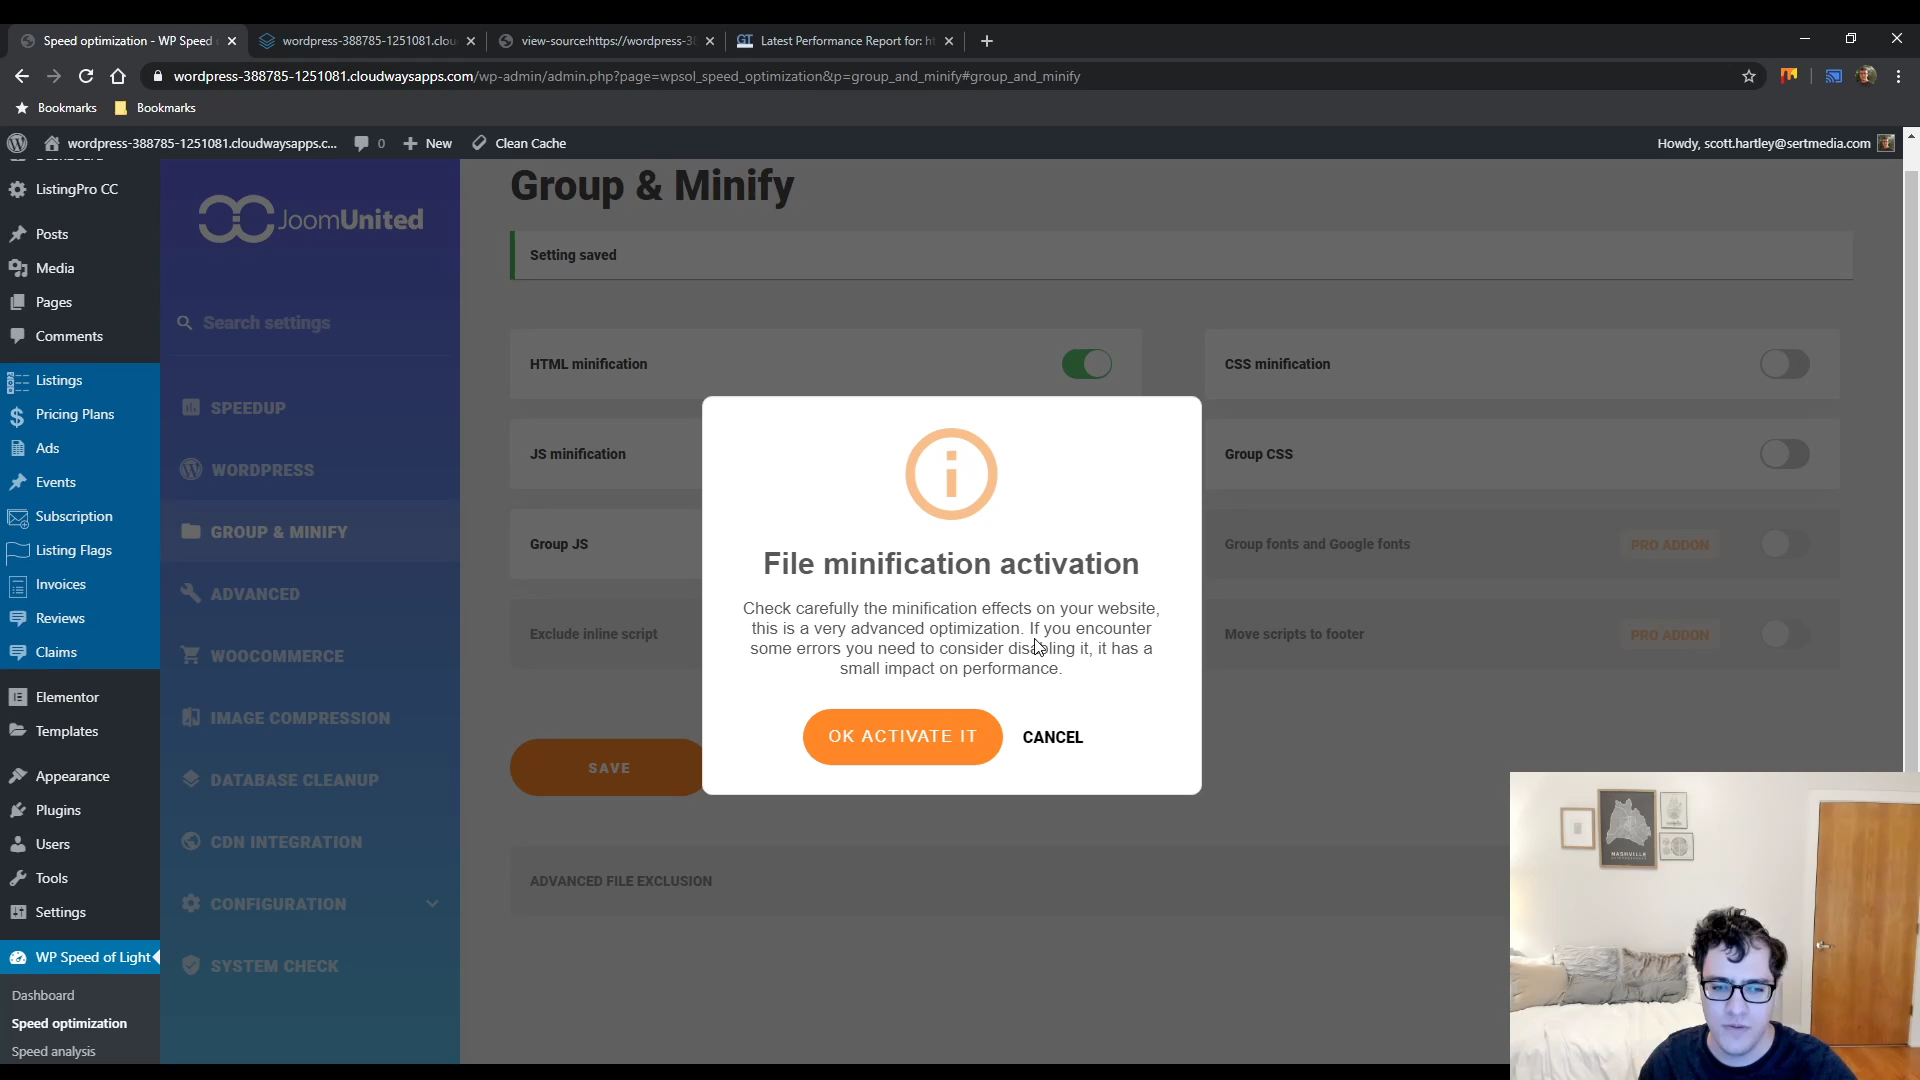 Speed optimization - WP Speed
wordpress-388785-1251081.clou
view-source:https://wordpress-3
GT Latest Performance Report for: ht
wordpress-388785-1251081.cloudwaysapps.com/wp-admin/admin.php?page=wpsol_speed_optimization&p=group_and_minify#group_and_minify
Bookmarks
Bookmarks
wordpress-388785-1251081.cloudwaysapps.c...
0
New
Clean Cache
Howdy, scott.hartley@sertmedia.com
ListingPro CC
Posts
Media
Pages
Comments
Listings
Pricing Plans
Ads
Events
Subscription
Listing Flags
Invoices
Reviews
Claims
Elementor
Templates
Appearance
Plugins
Users
Tools
Settings
WP Speed of Light
Dashboard
Speed optimization
Speed analysis
JoomUnited
Search settings
SPEEDUP
WORDPRESS
GROUP & MINIFY
ADVANCED
WOOCOMMERCE
IMAGE COMPRESSION
DATABASE CLEANUP
CDN INTEGRATION
CONFIGURATION
SYSTEM CHECK
Group & Minify
Setting saved
HTML minification
CSS minification
JS minification
Group CSS
Group JS
Group fonts and Google fonts
PRO ADDON
Exclude inline script
Move scripts to footer
PRO ADDON
SAVE
ADVANCED FILE EXCLUSION
File minification activation
Check carefully the minification effects on your website,
this is a very advanced optimization. If you encounter
some errors you need to consider disabling it, it has a
small impact on performance.
OK ACTIVATE IT
CANCEL
NASHVILLE